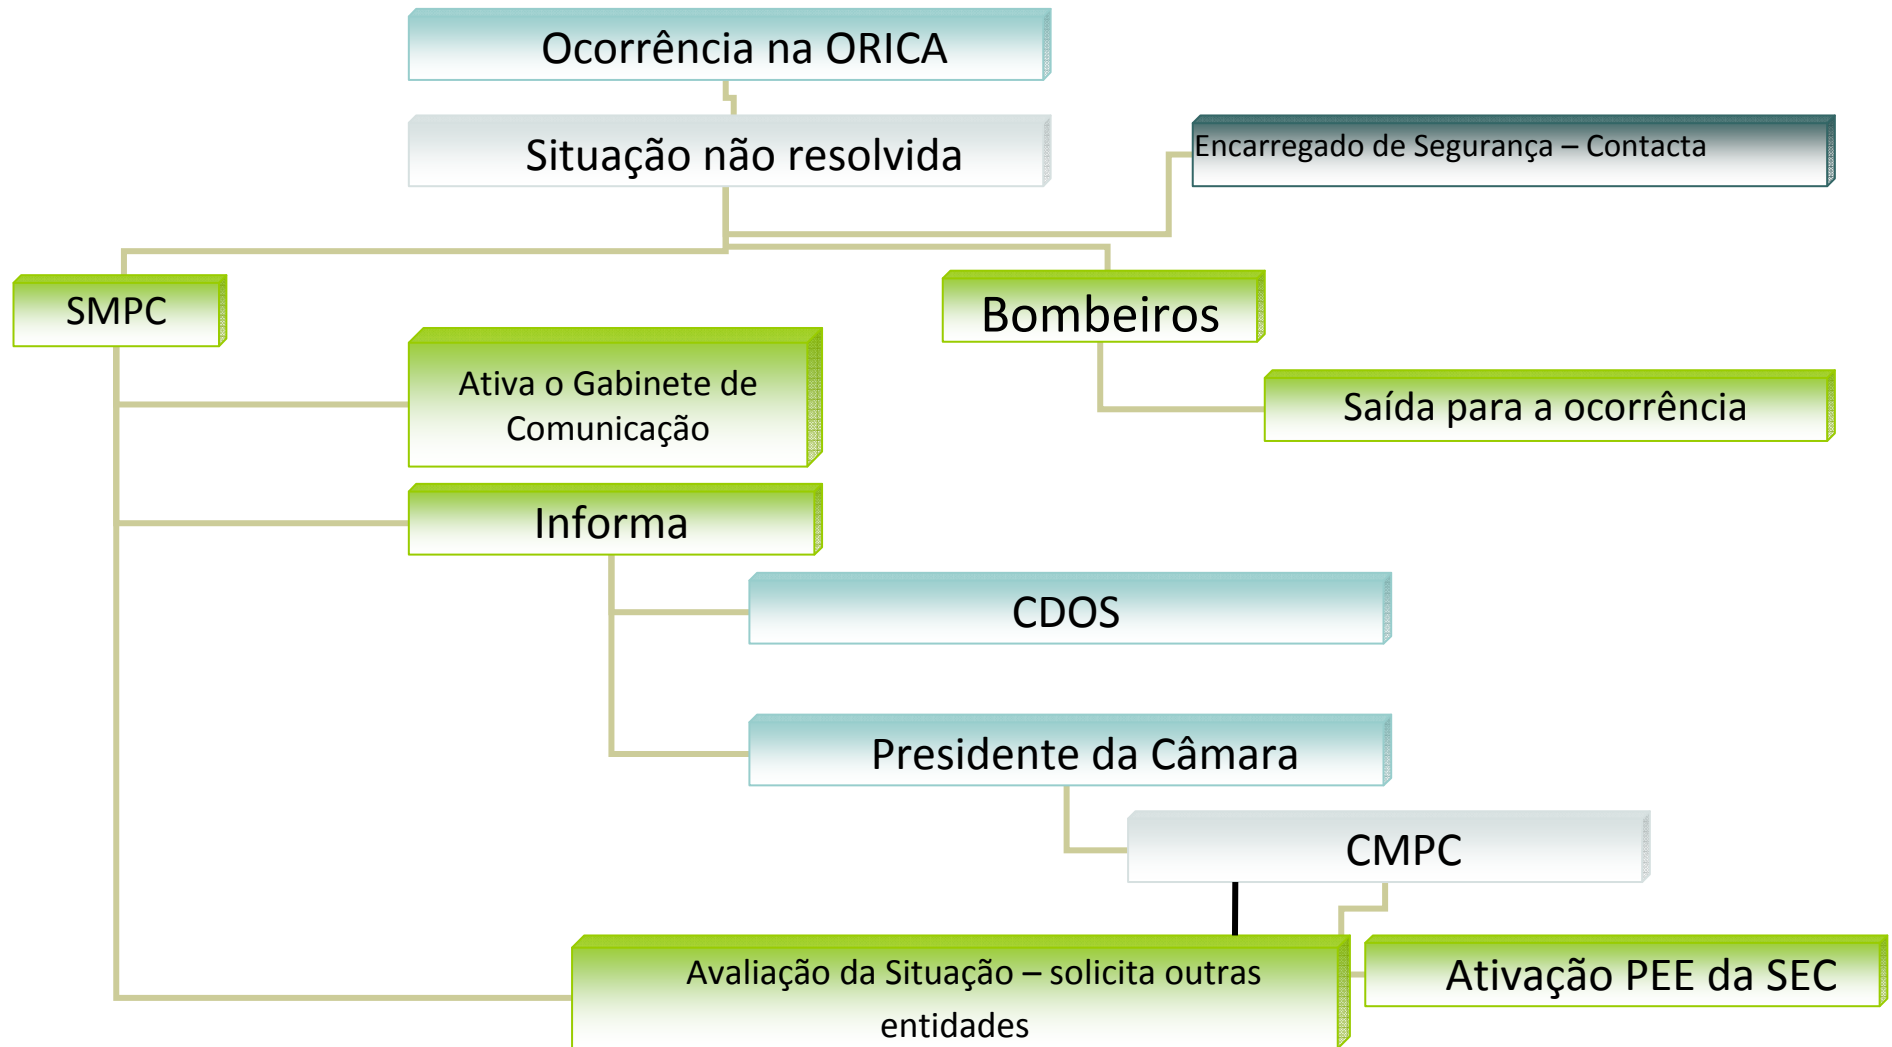 Ocorrência na ORICA
Situação não resolvida
Encarregado de Segurança – Contacta
SMPC
Bombeiros
Ativa o Gabinete de
Comunicação
Saída para a ocorrência
Informa
CDOS
Presidente da Câmara
CMPC
Avaliação da Situação – solicita outras
entidades
Ativação PEE da SEC